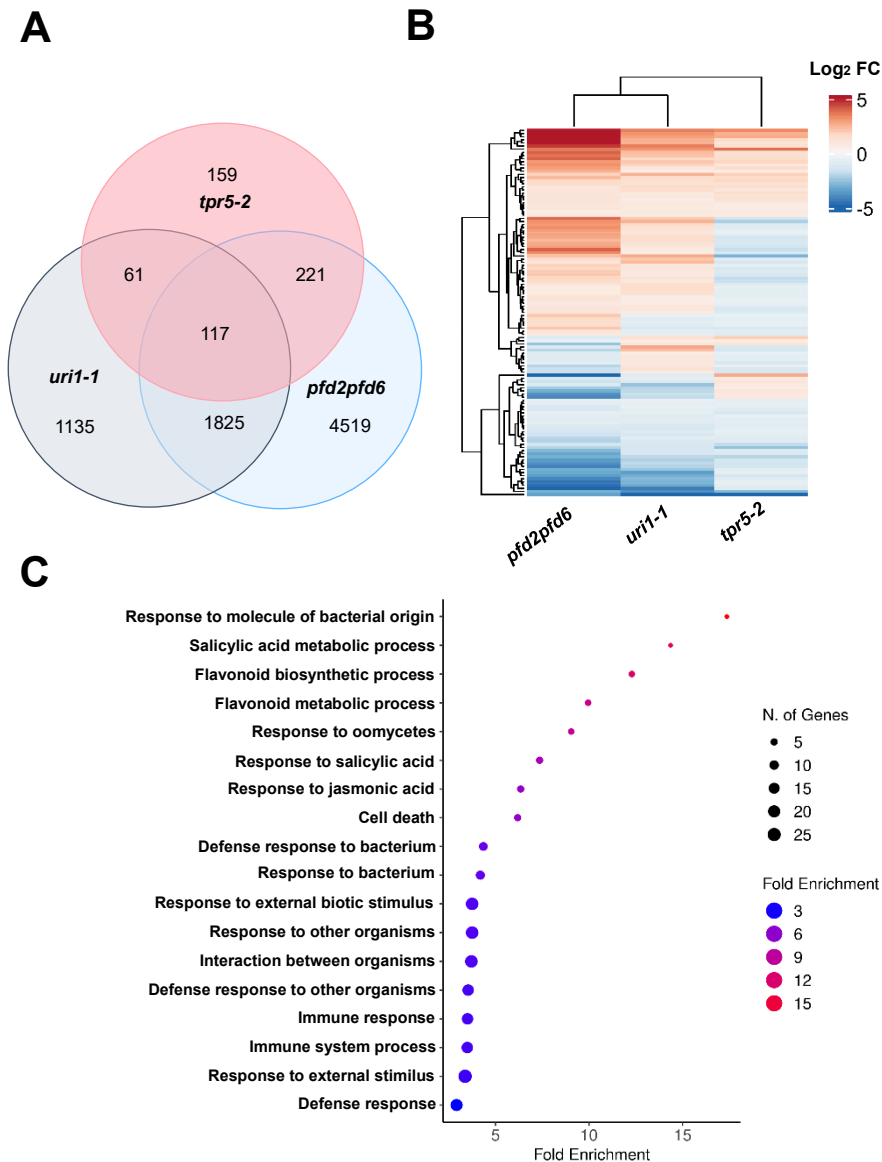 A
159
tpr5-2
61
221
117
uri1-1
pfd2pfd6
1135
1825
4519
B
Log2 FC
5
0
-5
pfd2pfd6
uri1-1
tpr5-2
C
Response to molecule of bacterial origin
Salicylic acid metabolic process
Flavonoid biosynthetic process
Flavonoid metabolic process
Response to oomycetes
Response to salicylic acid
Response to jasmonic acid
Cell death
Defense response to bacterium
Response to bacterium
Response to external biotic stimulus
Response to other organisms
Interaction between organisms
Defense response to other organisms
Immune response
Immune system process
Response to external stimilus
Defense response
5
10
15
Fold Enrichment
N. of Genes
5
10
15
20
25
Fold Enrichment
3
6
9
12
15